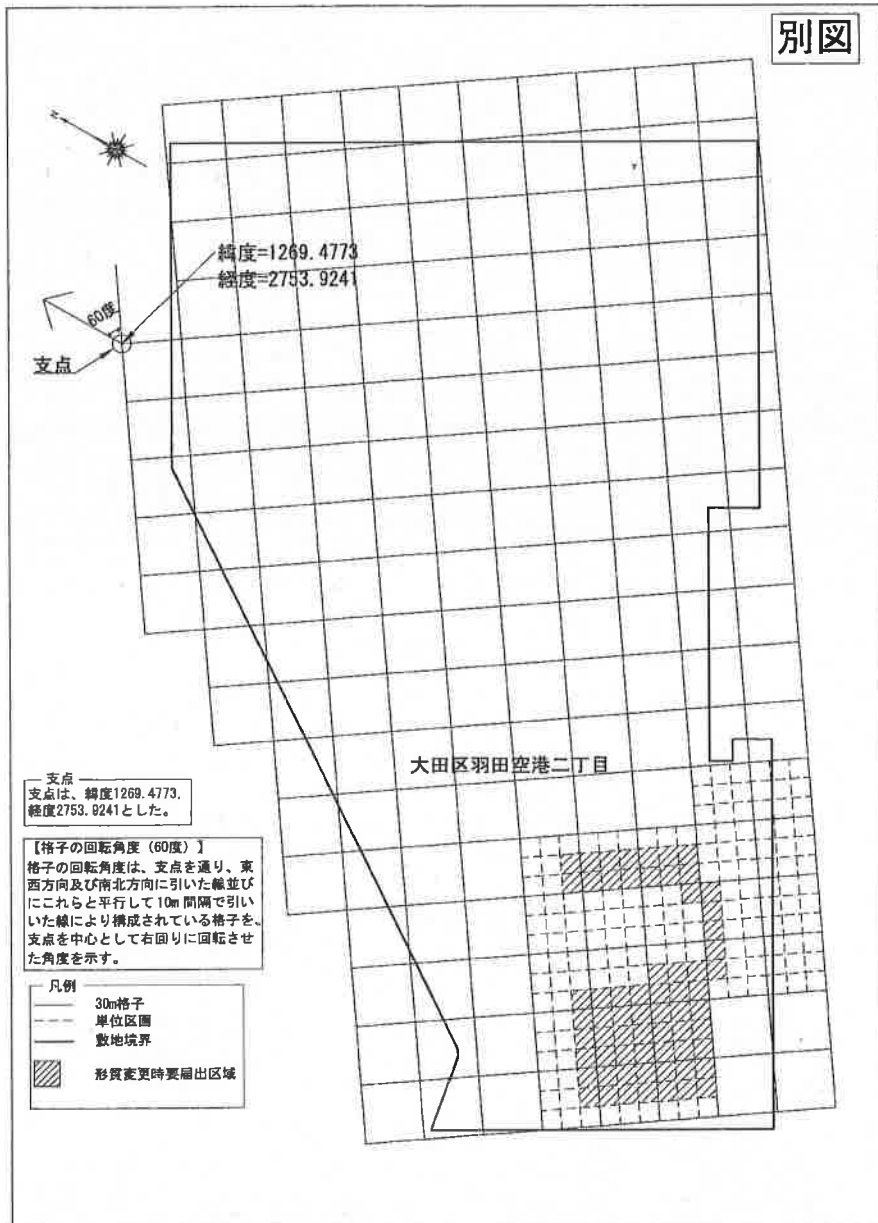 別図
N
緯度=1269.4773
経度=2753.9241
60度
支点
大田区羽田空港二丁目
支点
支点は、緯度1269.4773,
経度2753.9241とした。
【格子の回転角度（60度）】
格子の回転角度は、支点を通り、東
西方向及び南北方向に引いた線並び
にこれらと平行して10m間隔で引い
いた線により構成されている格子を、
支点を中心として右回りに回転させ
た角度を示す。
凡例
30m格子
単位区画
敷地境界
形質変更時要届出区域